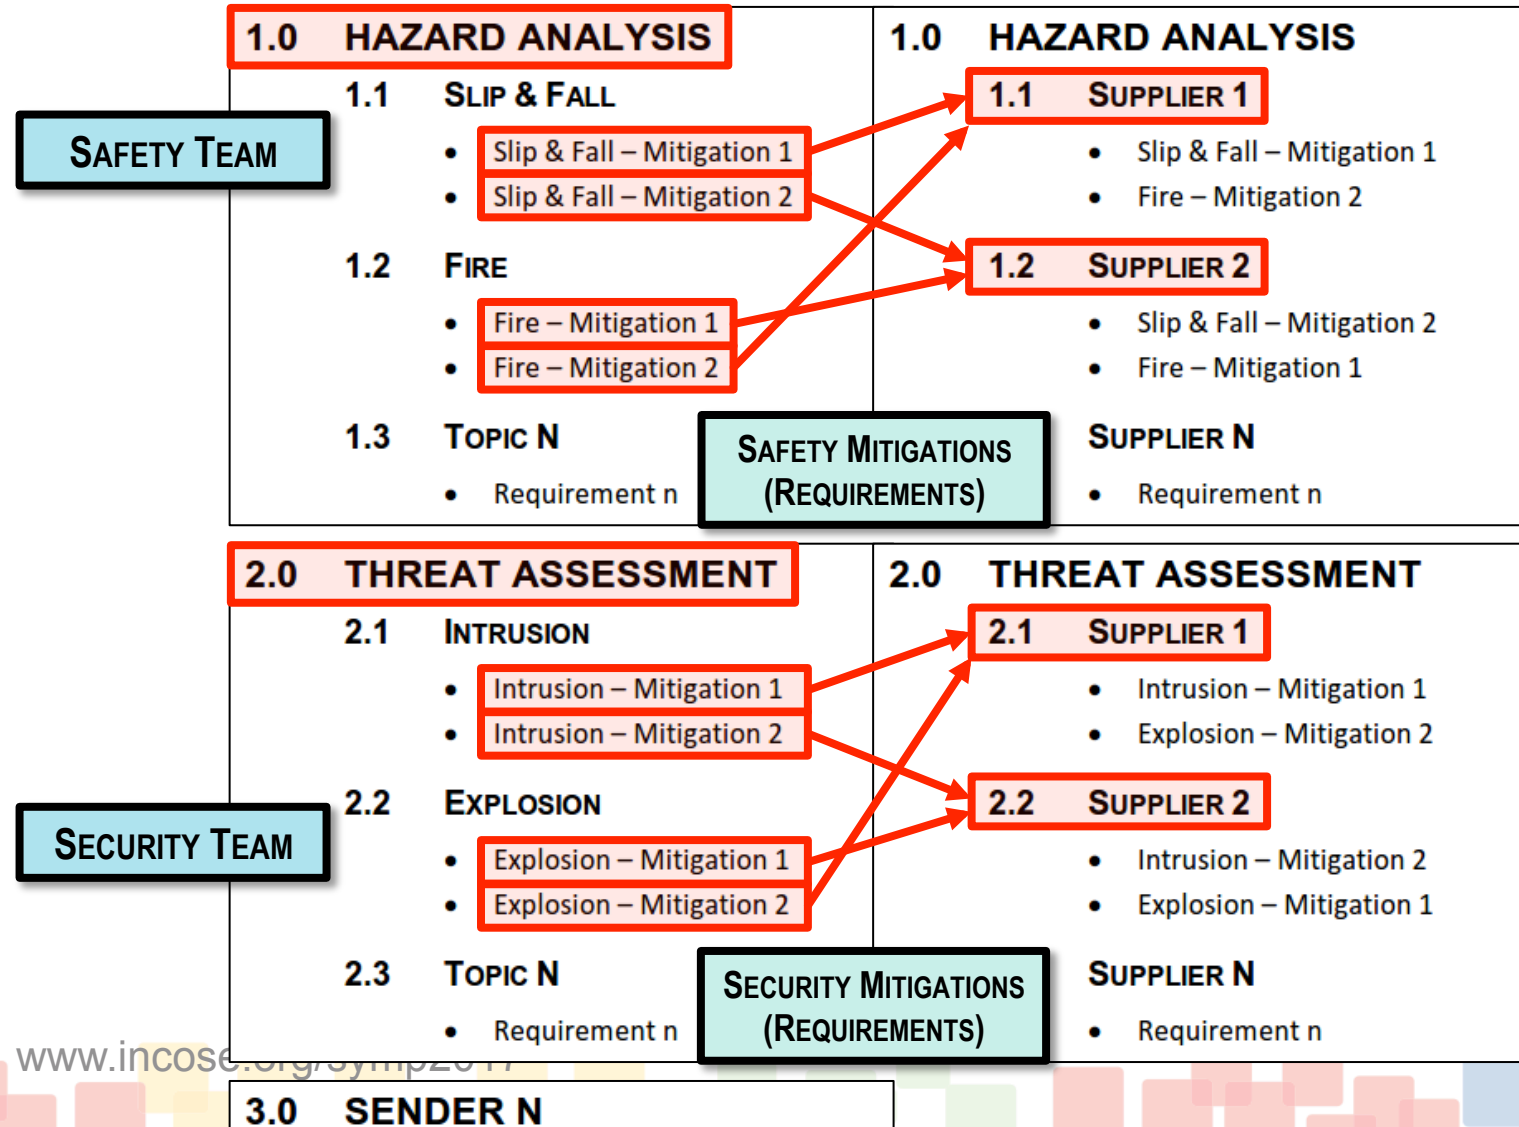 1.0 HAZARD ANALYSIS
1.1 SLIP & FALL
• Slip & Fall – Mitigation 1
• Slip & Fall – Mitigation 2
1.2 FIRE
• Fire – Mitigation 1
• Fire – Mitigation 2
1.3 TOPIC N
• Requirement n
SAFETY TEAM
SAFETY MITIGATIONS
(REQUIREMENTS)
1.0 HAZARD ANALYSIS
1.1 SUPPLIER 1
• Slip & Fall – Mitigation 1
• Fire – Mitigation 2
1.2 SUPPLIER 2
• Slip & Fall – Mitigation 2
• Fire – Mitigation 1
SUPPLIER N
• Requirement n
2.0 THREAT ASSESSMENT
2.1 INTRUSION
• Intrusion – Mitigation 1
• Intrusion – Mitigation 2
2.2 EXPLOSION
• Explosion – Mitigation 1
• Explosion – Mitigation 2
2.3 TOPIC N
• Requirement n
SECURITY TEAM
SECURITY MITIGATIONS
(REQUIREMENTS)
2.0 THREAT ASSESSMENT
2.1 SUPPLIER 1
• Intrusion – Mitigation 1
• Explosion – Mitigation 2
2.2 SUPPLIER 2
• Intrusion – Mitigation 2
• Explosion – Mitigation 1
SUPPLIER N
• Requirement n
www.incose.org/symp2017
3.0 SENDER N